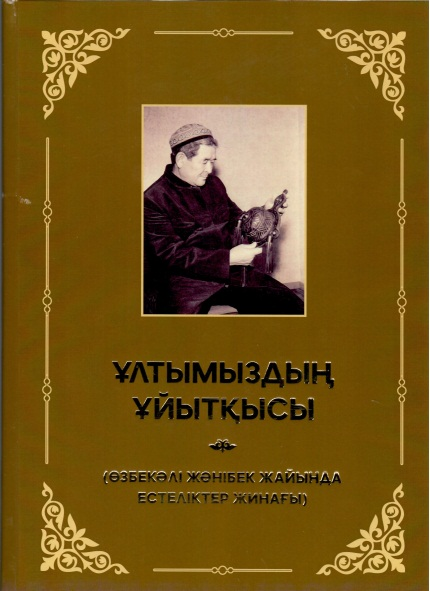 ҰЛТЫМЫЗДЫҢ
ҰЙЫТҚЫСЫ
(ӨЗБЕКӘЛІ ЖӘНІБЕК ЖАЙЫНДА
ЕСТЕЛІКТЕР ЖИНАҒЫ)